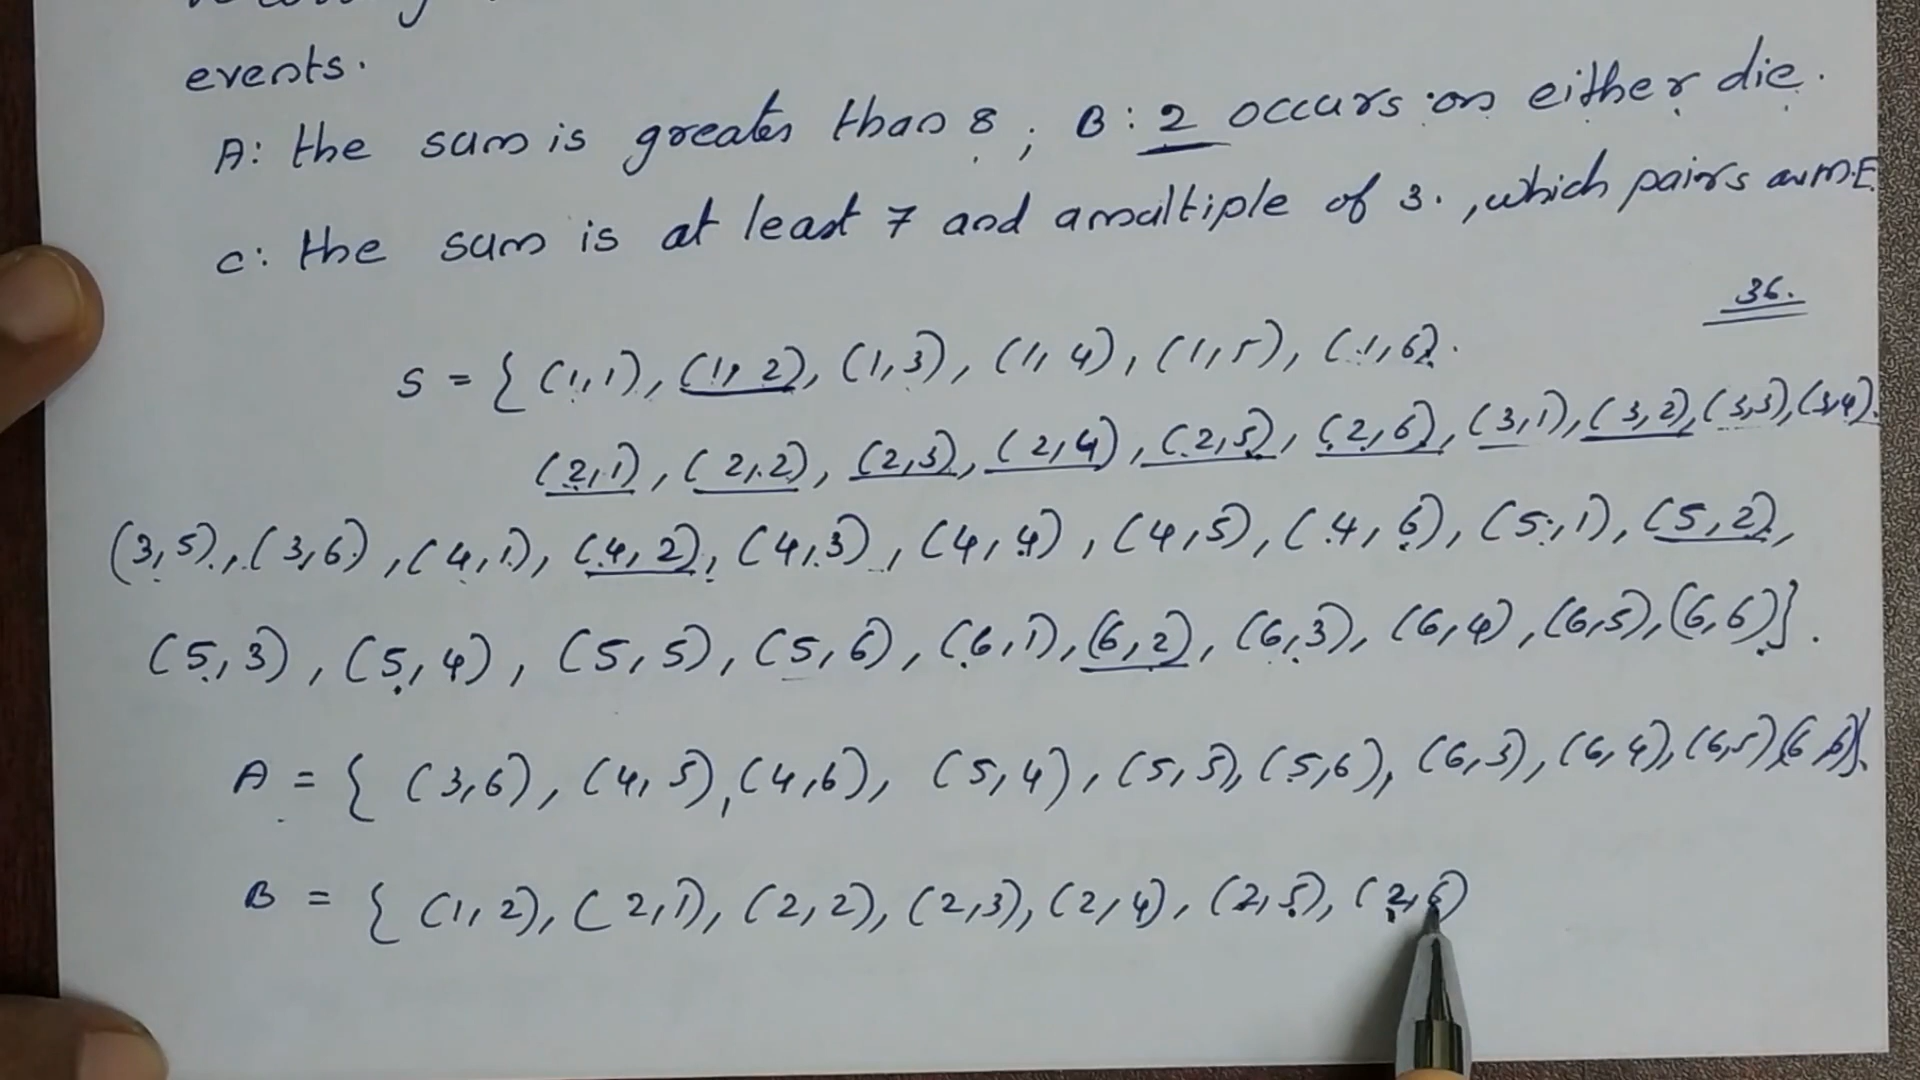 events.
A: the sum is greater than 8 ; B: 2 occurs on either die.
C: the sum is at least 7 and a multiple of 3. , which pairs are M.E
36.
S = { (1,1), (1, 2), (1,3), (1, 4), (1,5), (1,6).
(2,1), (2,2), (2,3), (2,4), (2,5), (2,6), (3,1), (3,2), (3,3), (3,4).
(3,5), (3,6), (4,1), (4,2), (4,3), (4,4), (4,5), (4,6), (5,1), (5,2),
(5,3), (5,4), (5,5), (5,6), (6,1), (6,2), (6,3), (6,4), (6,5), (6,6)}.
A = { (3,6), (4,5), (4,6), (5,4), (5,5), (5,6), (6,3), (6,4), (6,5) (6,6)}.
B = { (1,2), (2,1), (2,2), (2,3), (2,4), (2,5), (2,6)